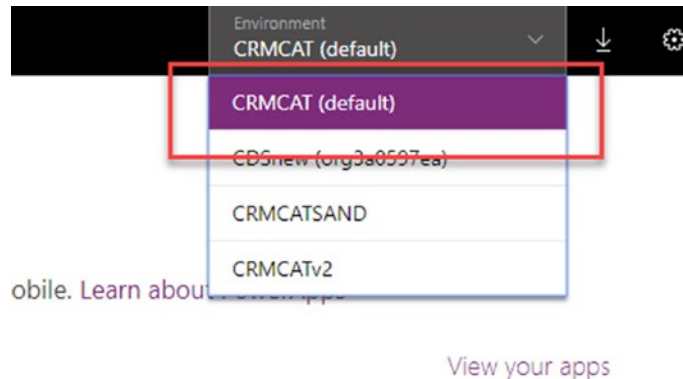 Environment
CRMCAT (default)
CRMCAT (default)
CDSnew (org3a0597ea)
CRMCATSAND
CRMCATv2
obile. Learn about PowerApps
View your apps